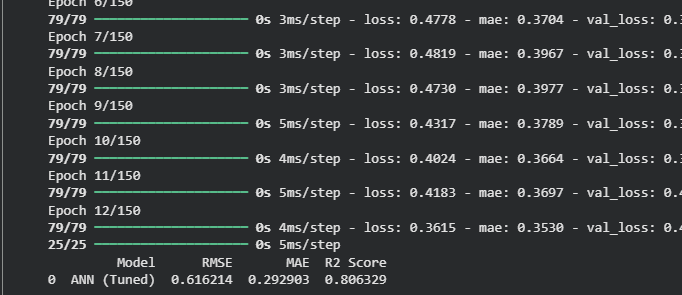 Epoch 6/150
79/79 ━━━━━━━━━━━━━━━━━━━━ 0s 3ms/step - loss: 0.4778 - mae: 0.3704 - val_loss: 0.3
Epoch 7/150
79/79 ━━━━━━━━━━━━━━━━━━━━ 0s 3ms/step - loss: 0.4819 - mae: 0.3967 - val_loss: 0.3
Epoch 8/150
79/79 ━━━━━━━━━━━━━━━━━━━━ 0s 3ms/step - loss: 0.4730 - mae: 0.3977 - val_loss: 0.3
Epoch 9/150
79/79 ━━━━━━━━━━━━━━━━━━━━ 0s 5ms/step - loss: 0.4317 - mae: 0.3789 - val_loss: 0.3
Epoch 10/150
79/79 ━━━━━━━━━━━━━━━━━━━━ 0s 4ms/step - loss: 0.4024 - mae: 0.3664 - val_loss: 0.3
Epoch 11/150
79/79 ━━━━━━━━━━━━━━━━━━━━ 0s 5ms/step - loss: 0.4183 - mae: 0.3697 - val_loss: 0.4
Epoch 12/150
79/79 ━━━━━━━━━━━━━━━━━━━━ 0s 4ms/step - loss: 0.3615 - mae: 0.3530 - val_loss: 0.4
25/25 ━━━━━━━━━━━━━━━━━━━━ 0s 5ms/step
Model RMSE MAE R2 Score
0 ANN (Tuned) 0.616214 0.292903 0.806329